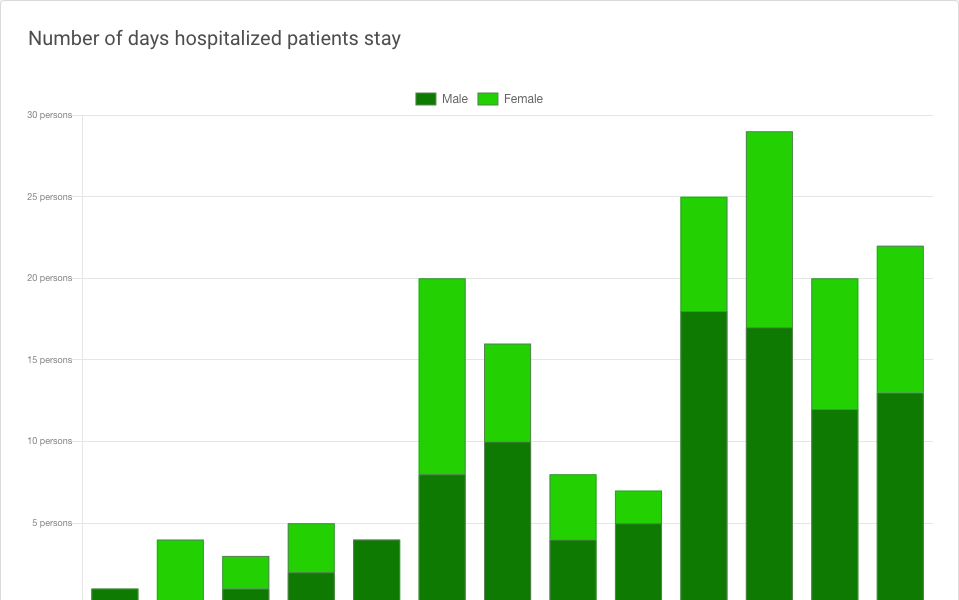 Number of days hospitalized patients stay
Male Female
30 persons
25 persons
20 persons
15 persons
10 persons
5 persons